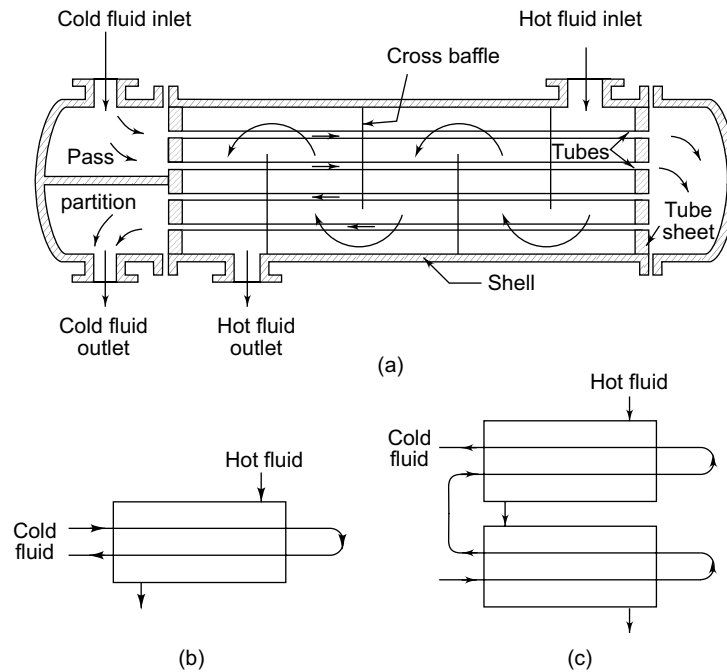 Cold fluid inlet
Hot fluid inlet
Cross baffle
Pass
partition
Tubes
Tube
sheet
Shell
Cold fluid
outlet
Hot fluid
outlet
(a)
Hot fluid
Cold
fluid
(b)
Hot fluid
Cold
fluid
(c)